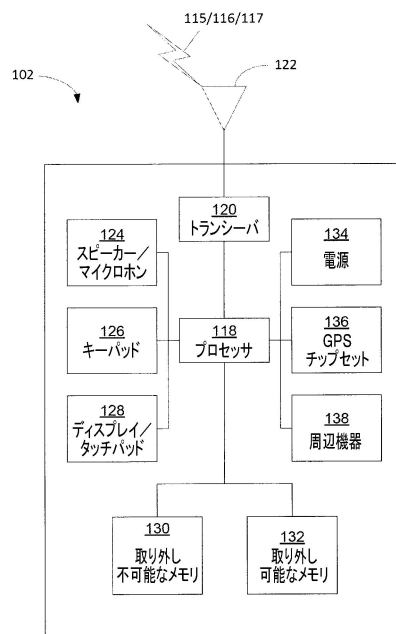 115/116/117
122
102
120
トランシーバ
124
スピーカー/
マイクロホン
134
電源
126
キーパッド
118
プロセッサ
136
GPS
チップセット
128
ディスプレイ/
タッチパッド
138
周辺機器
130
取り外し
不可能なメモリ
132
取り外し
可能なメモリ